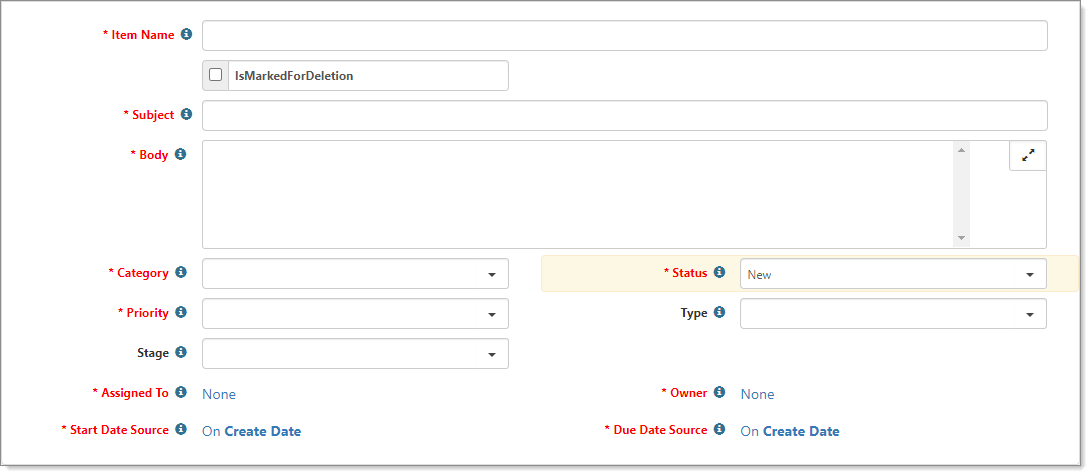 * Item Name
IsMarkedForDeletion
* Subject
* Body
* Category
* Status New
* Priority
Type
Stage
* Assigned To None
* Owner None
* Start Date Source On Create Date
* Due Date Source On Create Date